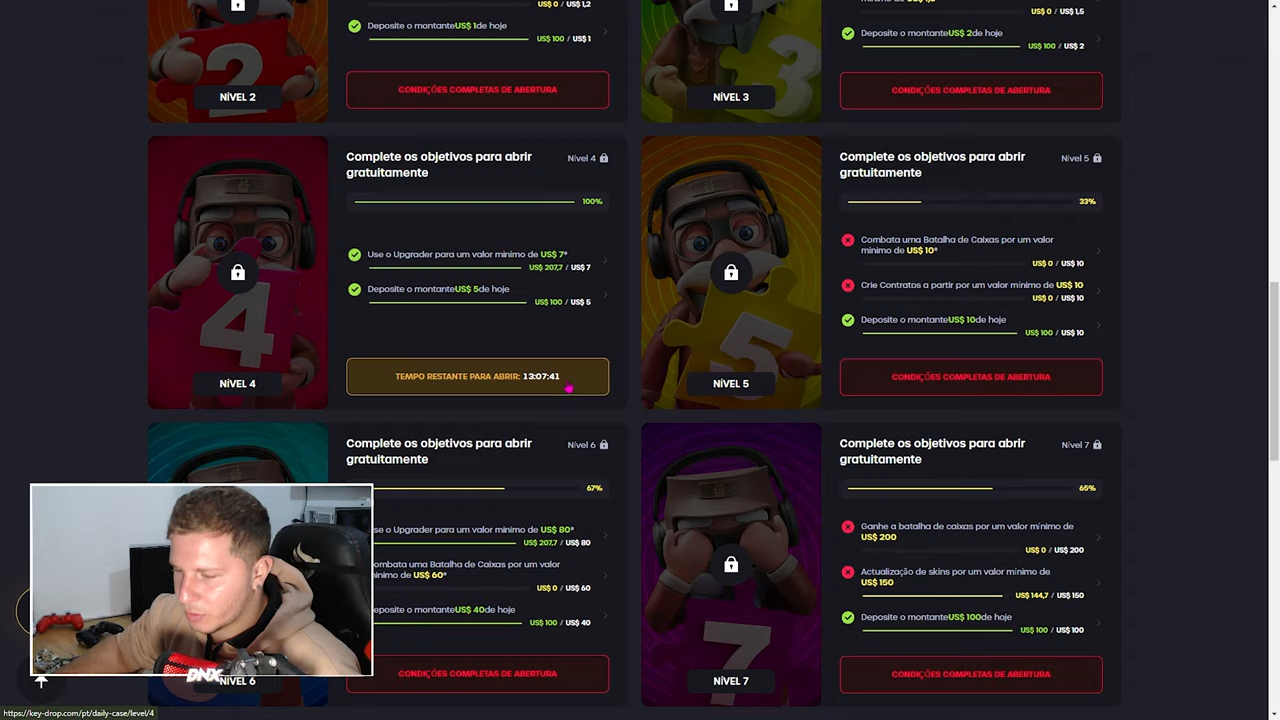 US$ 0 / US$ 1,2
Deposite o montanteUS$ 1de hoje
US$ 100 / US$ 1
CONDIÇÕES COMPLETAS DE ABERTURA
2
NÍVEL 2
US$ 0 / US$ 1,5
Deposite o montanteUS$ 2de hoje
US$ 100 / US$ 2
CONDIÇÕES COMPLETAS DE ABERTURA
3
NÍVEL 3
Complete os objetivos para abrir
gratuitamente
Nível 4
100%
Use o Upgrader para um valor mínimo de US$ 7*
US$ 207,7 / US$ 7
Deposite o montanteUS$ 5de hoje
US$ 100 / US$ 5
TEMPO RESTANTE PARA ABRIR: 13:07:41
4
NÍVEL 4
Complete os objetivos para abrir
gratuitamente
Nível 5
33%
Combata uma Batalha de Caixas por um valor
mínimo de US$ 10*
US$ 0 / US$ 10
Crie Contratos a partir por um valor mínimo de US$ 10
US$ 0 / US$ 10
Deposite o montanteUS$ 10de hoje
US$ 100 / US$ 10
CONDIÇÕES COMPLETAS DE ABERTURA
5
NÍVEL 5
Complete os objetivos para abrir
gratuitamente
Nível 6
67%
se o Upgrader para um valor mínimo de US$ 80*
US$ 207,7 / US$ 80
ombata uma Batalha de Caixas por um valor
nimo de US$ 60*
US$ 0 / US$ 60
eposite o montanteUS$ 40de hoje
US$ 100 / US$ 40
CONDIÇÕES COMPLETAS DE ABERTURA
NÍVEL 6
Complete os objetivos para abrir
gratuitamente
Nível 7
65%
Ganhe a batalha de caixas por um valor mínimo de
US$ 200
US$ 0 / US$ 200
Actualização de skins por um valor mínimo de
US$ 150
US$ 144,7 / US$ 150
Deposite o montanteUS$ 100de hoje
US$ 100 / US$ 100
CONDIÇÕES COMPLETAS DE ABERTURA
7
NÍVEL 7
DNX
https://key-drop.com/pt/daily-case/level/4